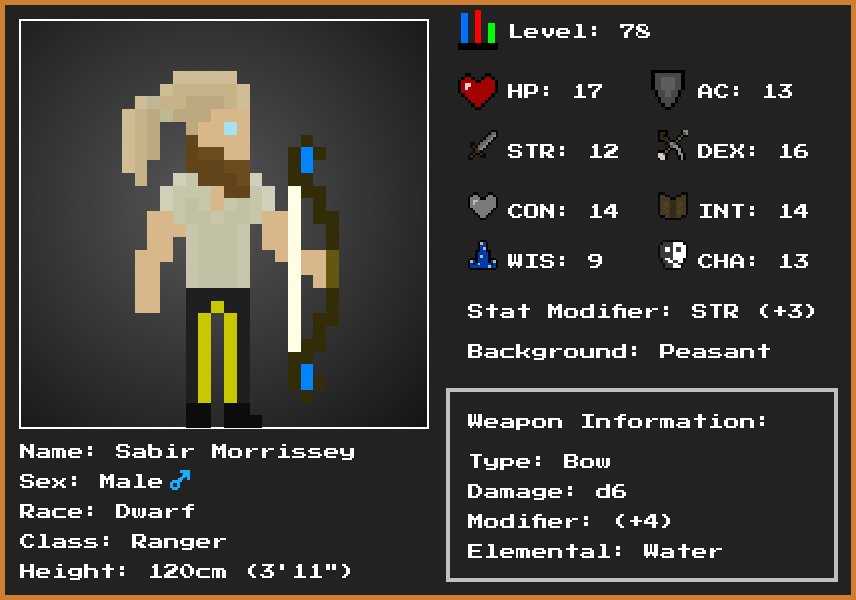 Level: 78
HP: 17
AC: 13
STR: 12
DEX: 16
CON: 14
INT: 14
WIS: 9
CHA: 13
Stat Modifier: STR (+3)
Background: Peasant
Name: Sabir Morrissey
Sex: Male ♂
Race: Dwarf
Class: Ranger
Height: 120cm (3'11")
Weapon Information:
Type: Bow
Damage: d6
Modifier: (+4)
Elemental: Water